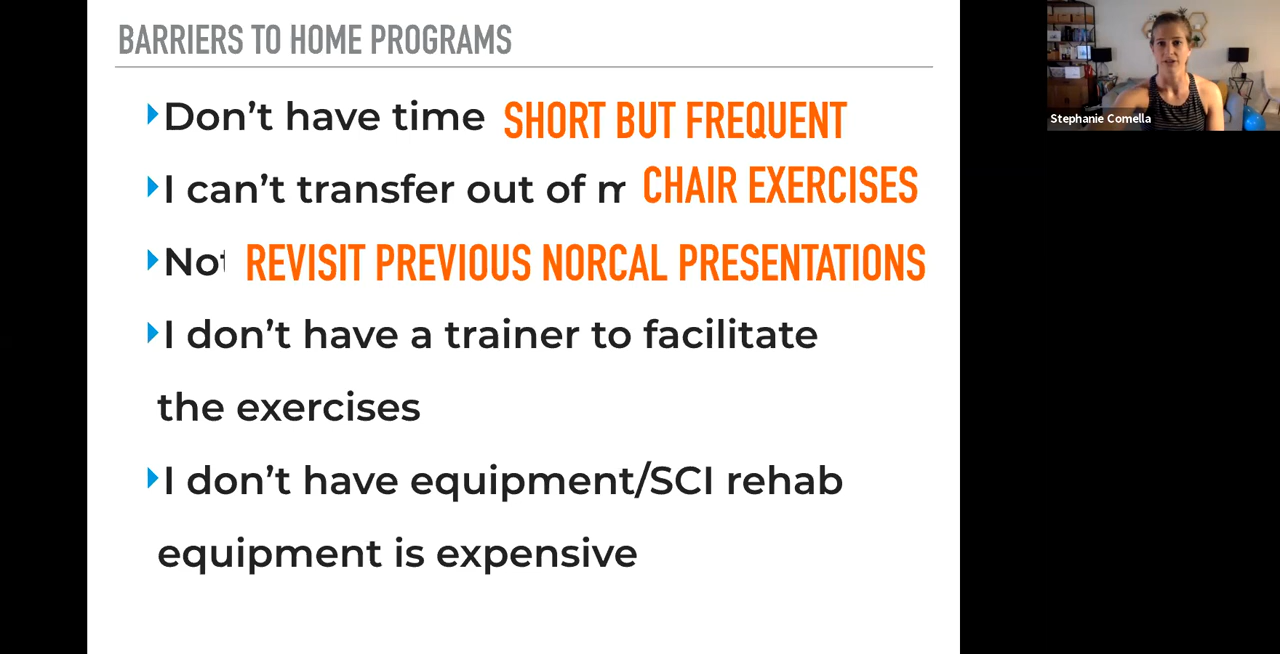 BARRIERS TO HOME PROGRAMS
Don't have time SHORT BUT FREQUENT
I can't transfer out of CHAIR EXERCISES
REVISIT PREVIOUS NORCAL PRESENTATIONS
I don't have a trainer to facilitate
the exercises
I don't have equipment/SCI rehab
equipment is expensive
Stephanie Comella